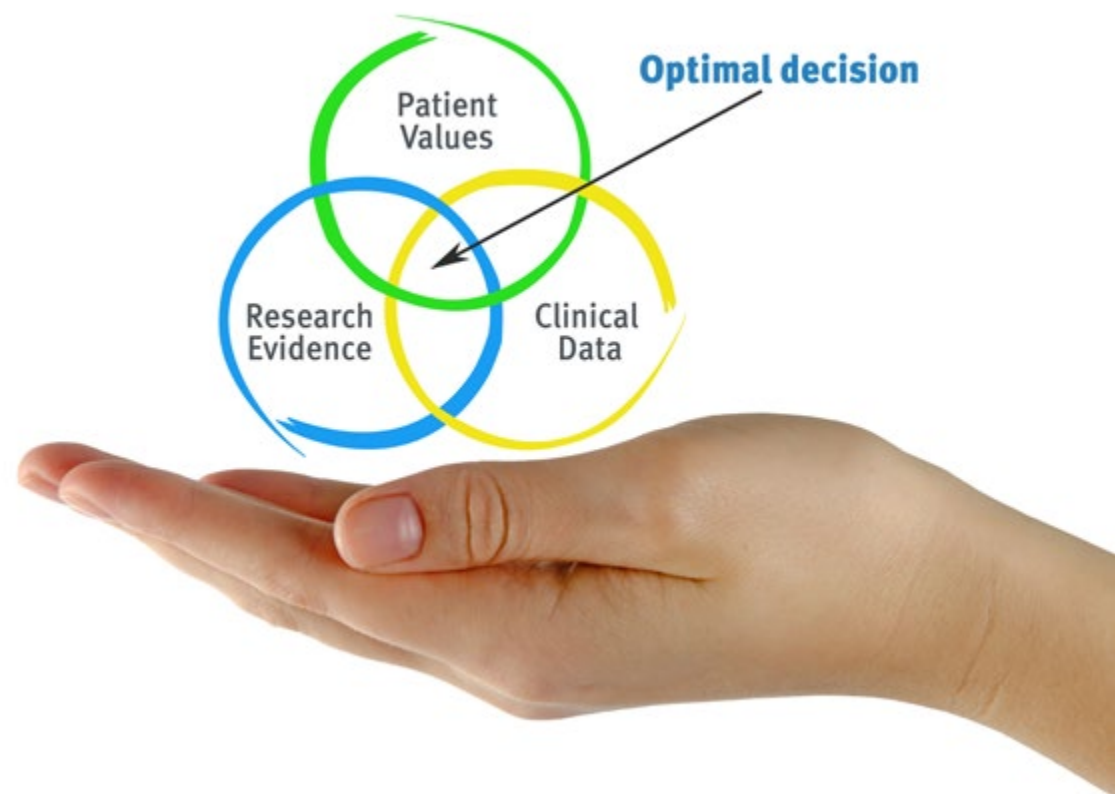 Optimal decision
Patient
Values
Research
Evidence
Clinical
Data